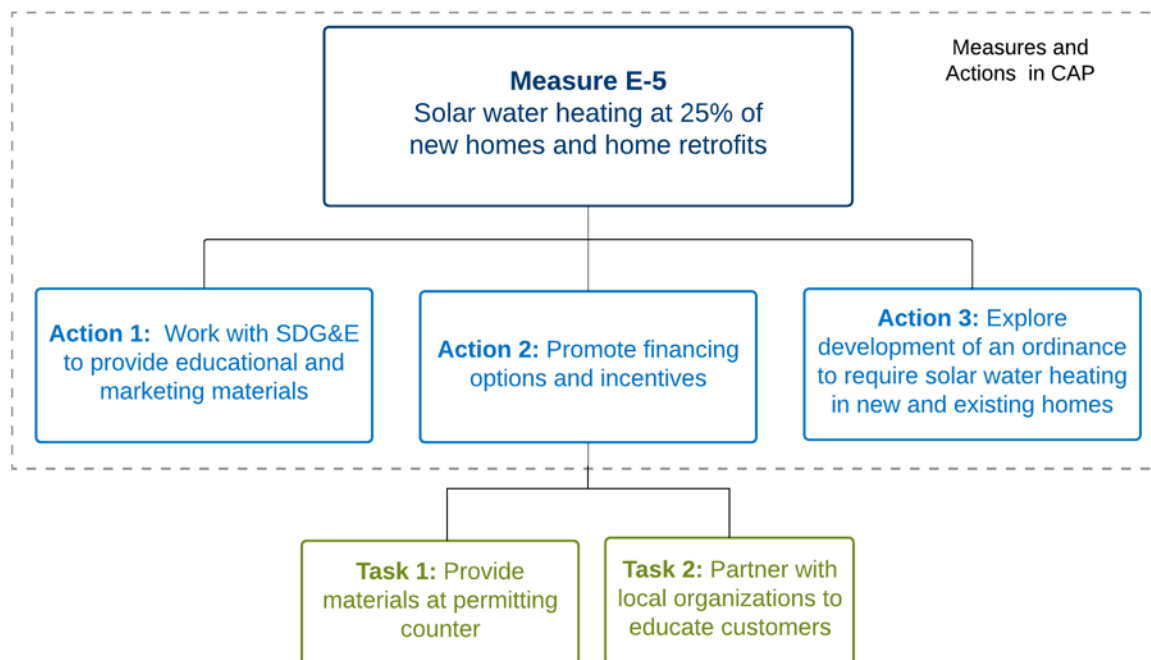 Measures and
Actions in CAP
Measure E-5
Solar water heating at 25% of
new homes and home retrofits
Action 1: Work with SDG&E
to provide educational and
marketing materials
Action 2: Promote financing
options and incentives
Action 3: Explore
development of an ordinance
to require solar water heating
in new and existing homes
Task 1: Provide
materials at permitting
counter
Task 2: Partner with
local organizations to
educate customers